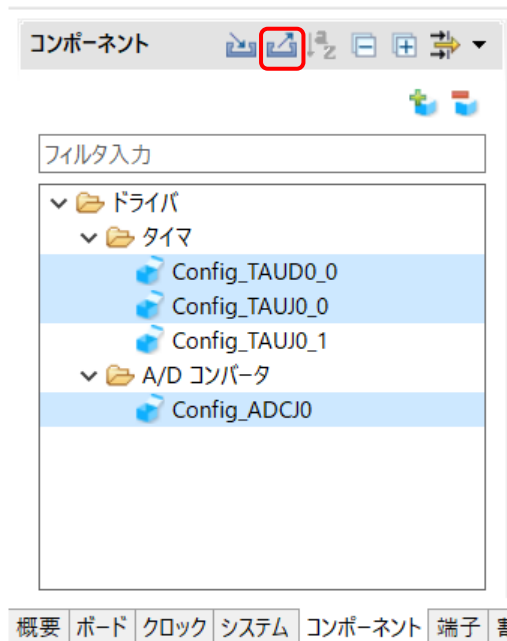 コンポーネント
フィルタ入力
ドライバ
タイマ
Config_TAUD0_0
Config_TAUJ0_0
Config_TAUJ0_1
A/D コンバータ
Config_ADCJ0
概要 ボード クロック システム コンポーネント 端子